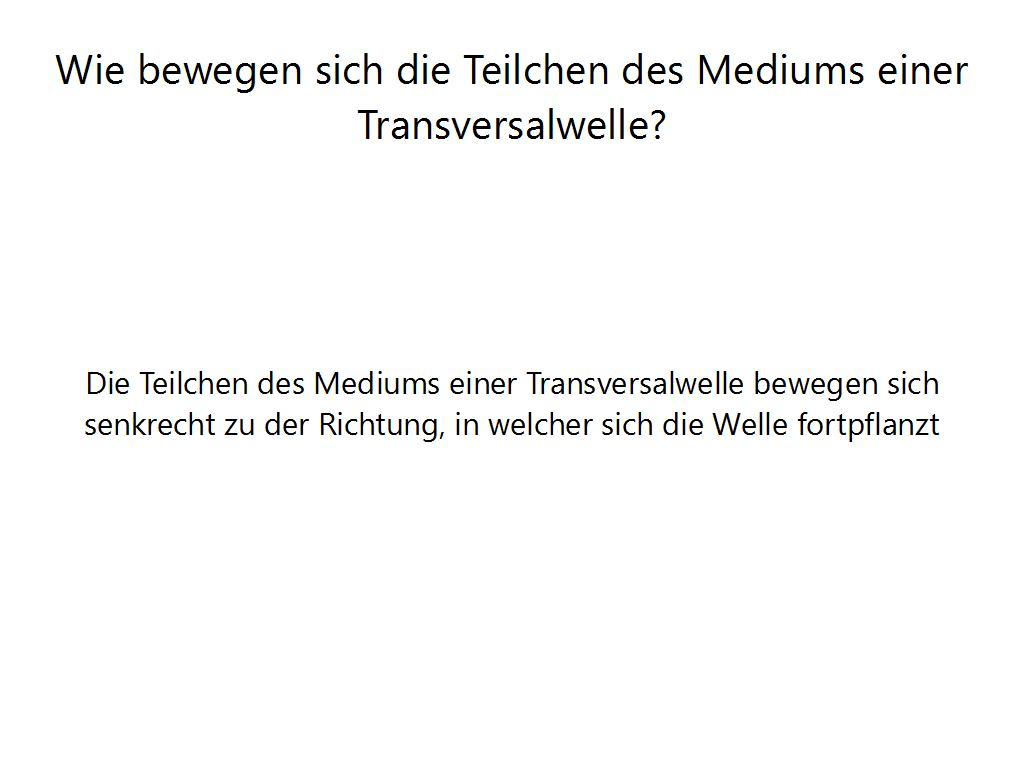 Wie bewegen sich die Teilchen des Mediums einer
Transversalwelle?
Die Teilchen des Mediums einer Transversalwelle bewegen sich
senkrecht zu der Richtung, in welcher sich die Welle fortpflanzt